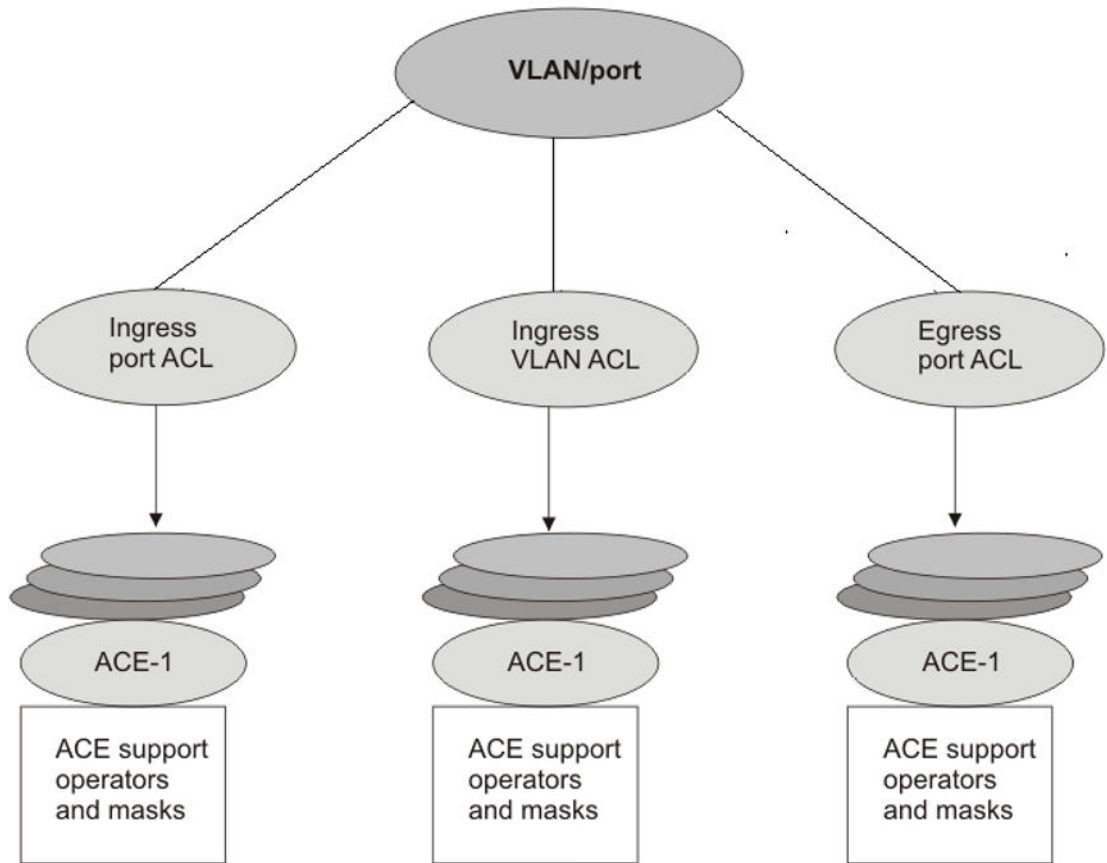 VLAN/port
Ingress
port ACL
Ingress
VLAN ACL
Egress
port ACL
ACE-1
ACE-1
ACE-1
ACE support
operators
and masks
ACE support
operators
and masks
ACE support
operators
and masks